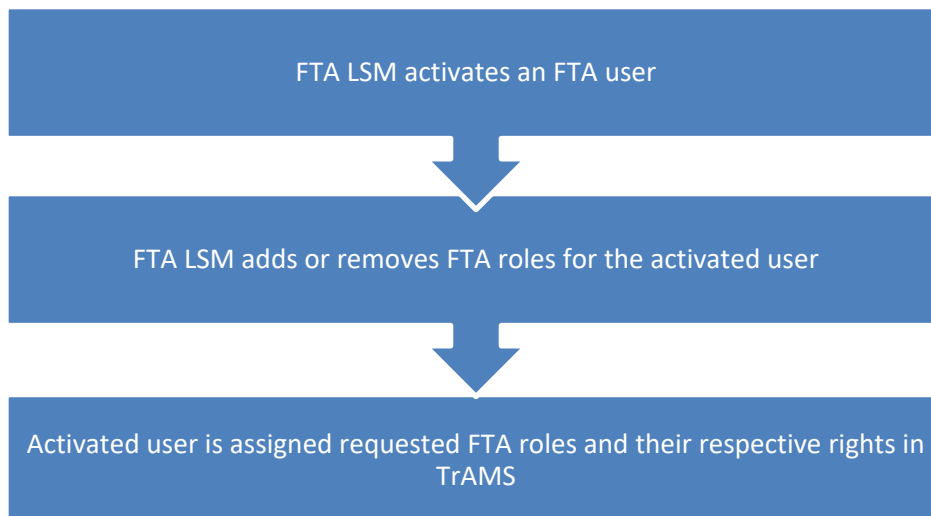 FTA LSM activates an FTA user
FTA LSM adds or removes FTA roles for the activated user
Activated user is assigned requested FTA roles and their respective rights in
TrAMS